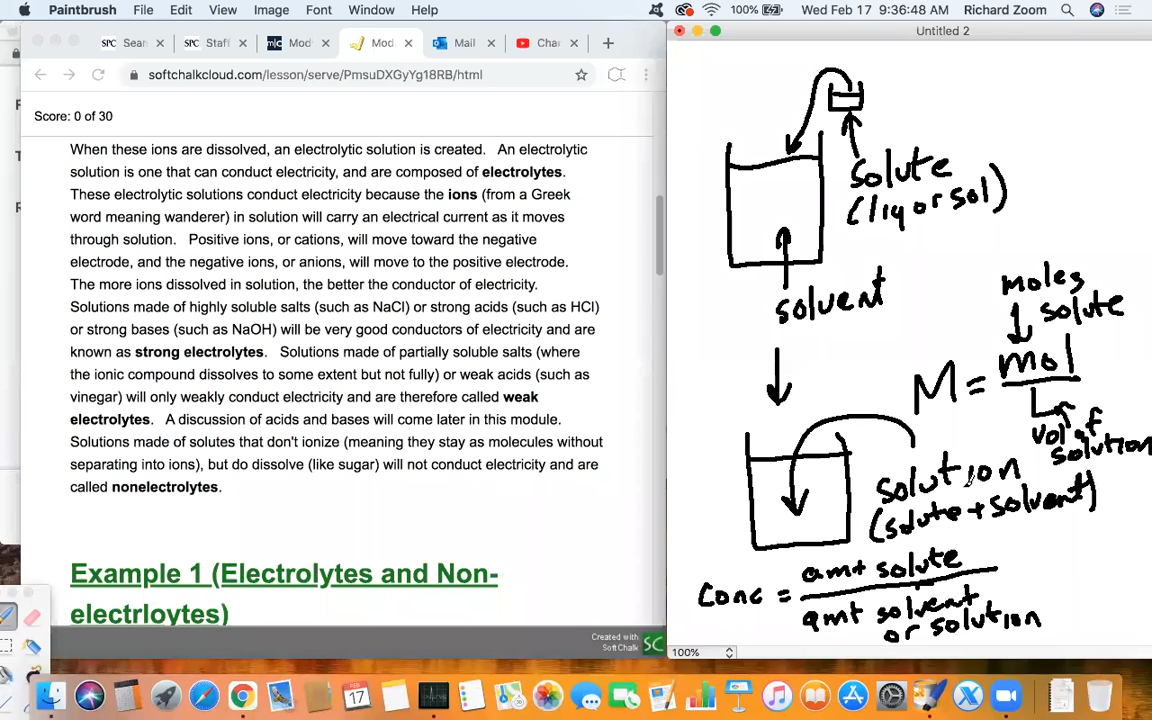 Paintbrush File Edit View Image Font Window Help 100% Wed Feb 17 9:36:48 AM Richard Zoom
SPC Sear × SPC Staff × Mod × Mod. × Mail × Cha ×
softchalkcloud.com/lesson/serve/PmsuDXGyYg18RB/html
Score: 0 of 30
When these ions are dissolved, an electrolytic solution is created. An electrolytic
solution is one that can conduct electricity, and are composed of electrolytes.
These electrolytic solutions conduct electricity because the ions (from a Greek
word meaning wanderer) in solution will carry an electrical current as it moves
through solution. Positive ions, or cations, will move toward the negative
electrode, and the negative ions, or anions, will move to the positive electrode.
The more ions dissolved in solution, the better the conductor of electricity.
Solutions made of highly soluble salts (such as NaCl) or strong acids (such as HCl)
or strong bases (such as NaOH) will be very good conductors of electricity and are
known as strong electrolytes. Solutions made of partially soluble salts (where
the ionic compound dissolves to some extent but not fully) or weak acids (such as
vinegar) will only weakly conduct electricity and are therefore called weak
electrolytes. A discussion of acids and bases will come later in this module.
Solutions made of solutes that don't ionize (meaning they stay as molecules without
separating into ions), but do dissolve (like sugar) will not conduct electricity and are
called nonelectrolytes.
Example 1 (Electrolytes and Non-
electrloytes)
Created with
SoftChalk
SC
Untitled 2
solute
(liq or sol)
solvent
moles
solute
M = mol
vol of
solution
solution
(solute + solvent)
Conc = amt solute
amt solvent
or solution
100%
17